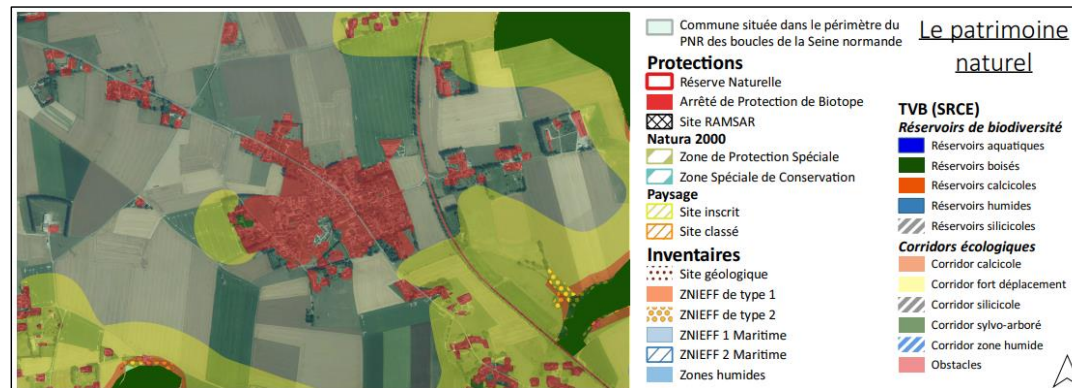 Commune située dans le périmètre du
PNR des boucles de la Seine normande
Protections
Réserve Naturelle
Arrêté de Protection de Biotope
Site RAMSAR
Natura 2000
Zone de Protection Spéciale
Zone Spéciale de Conservation
Paysage
Site inscrit
Site classé
Inventaires
Site géologique
ZNIEFF de type 1
ZNIEFF de type 2
ZNIEFF 1 Maritime
ZNIEFF 2 Maritime
Zones humides
Le patrimoine
naturel
TVB (SRCE)
Réservoirs de biodiversité
Réservoirs aquatiques
Réservoirs boisés
Réservoirs calcicoles
Réservoirs humides
Réservoirs silicicoles
Corridors écologiques
Corridor calcicole
Corridor fort déplacement
Corridor silicicole
Corridor sylvo-arboré
Corridor zone humide
Obstacles